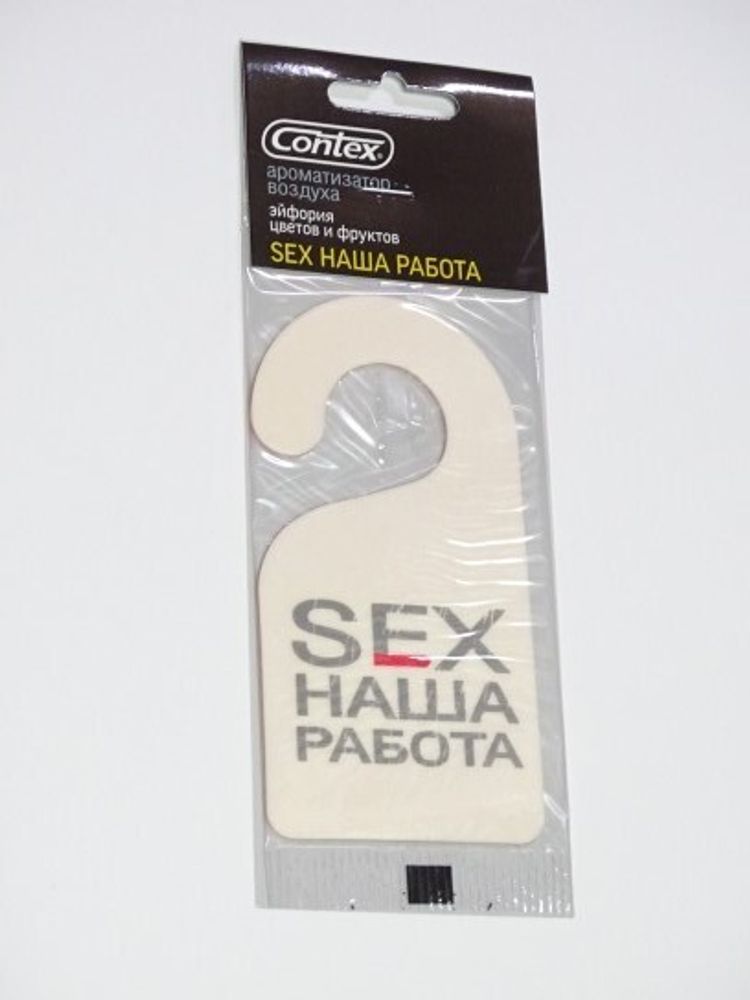 Contex®
ароматизатор
воздуха
эйфория
цветов и фруктов
SEX НАША РАБОТА
SEX
НАША
РАБОТА